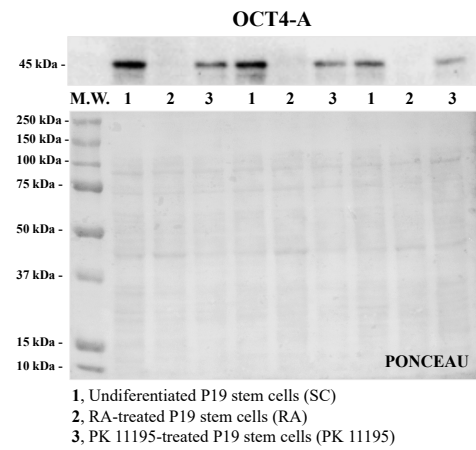 OCT4-A
45 kDa -
M.W. 1 2 3 1 2 3 1 2 3
250 kDa -
150 kDa -
100 kDa -
75 kDa -
50 kDa -
37 kDa -
15 kDa -
10 kDa -
PONCEAU
1, Undiferentiated P19 stem cells (SC)
2, RA-treated P19 stem cells (RA)
3, PK 11195-treated P19 stem cells (PK 11195)